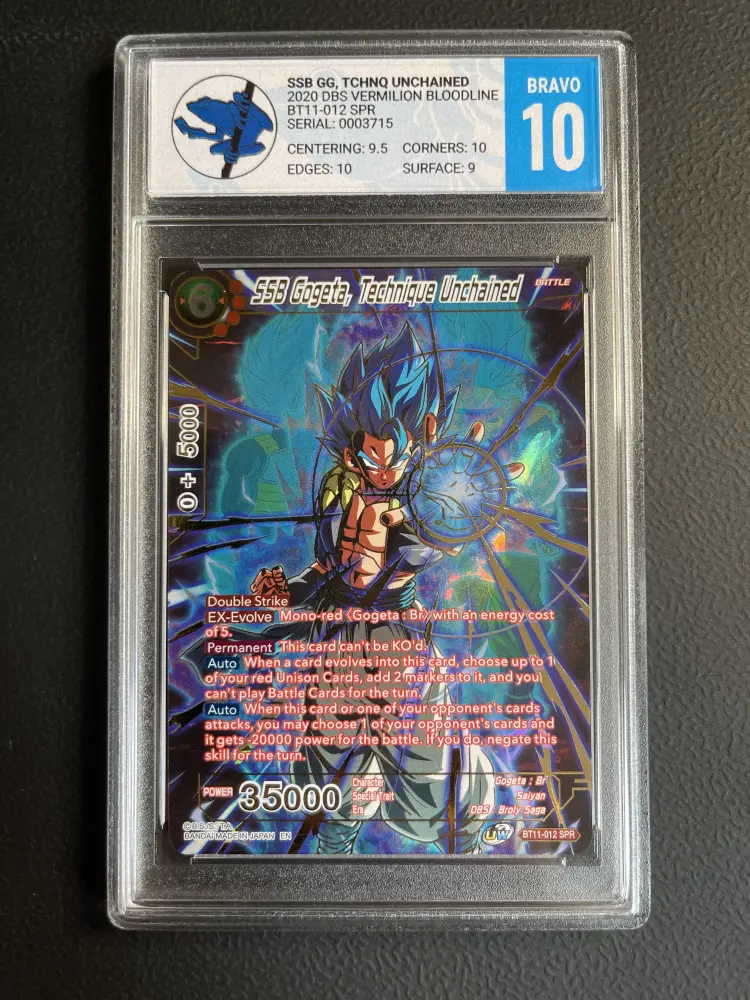 SSB GG, TCHNQ UNCHAINED
2020 DBS VERMILION BLOODLINE
BT11-012 SPR
SERIAL: 0003715
CENTERING: 9.5 CORNERS: 10
EDGES: 10 SURFACE: 9
BRAVO
10
6
SSB Gogeta, Technique Unchained
BATTLE
0 + 5000
Double Strike
EX-Evolve Mono-red 〈Gogeta : Br〉 with an energy cost
of 5.
Permanent This card can't be KO'd.
Auto When a card evolves into this card, choose up to 1
of your red Unison Cards, add 2 markers to it, and you
can't play Battle Cards for the turn.
Auto When this card or one of your opponent's cards
attacks, you may choose 1 of your opponent's cards and
it gets -20000 power for the battle. If you do, negate this
skill for the turn.
POWER 35000
Character Gogeta : Br
Special Trait Saiyan
Era DBS : Broly Saga
©B.S./S., T.A.
BANDAI MADE IN JAPAN EN
UW
BT11-012 SPR